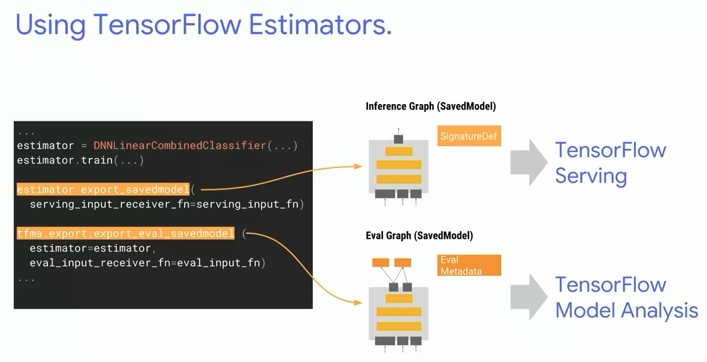 Using TensorFlow Estimators.
...
estimator = DNNLinearCombinedClassifier(...)
estimator.train(...)
estimator export_savedmodel(
serving_input_receiver_fn=serving_input_fn)
tfma.export.export_eval_savedmodel (
estimator=estimator,
eval_input_receiver_fn=eval_input_fn)
...
Inference Graph (SavedModel)
SignatureDef
TensorFlow
Serving
Eval Graph (SavedModel)
Eval
Metadata
TensorFlow
Model Analysis